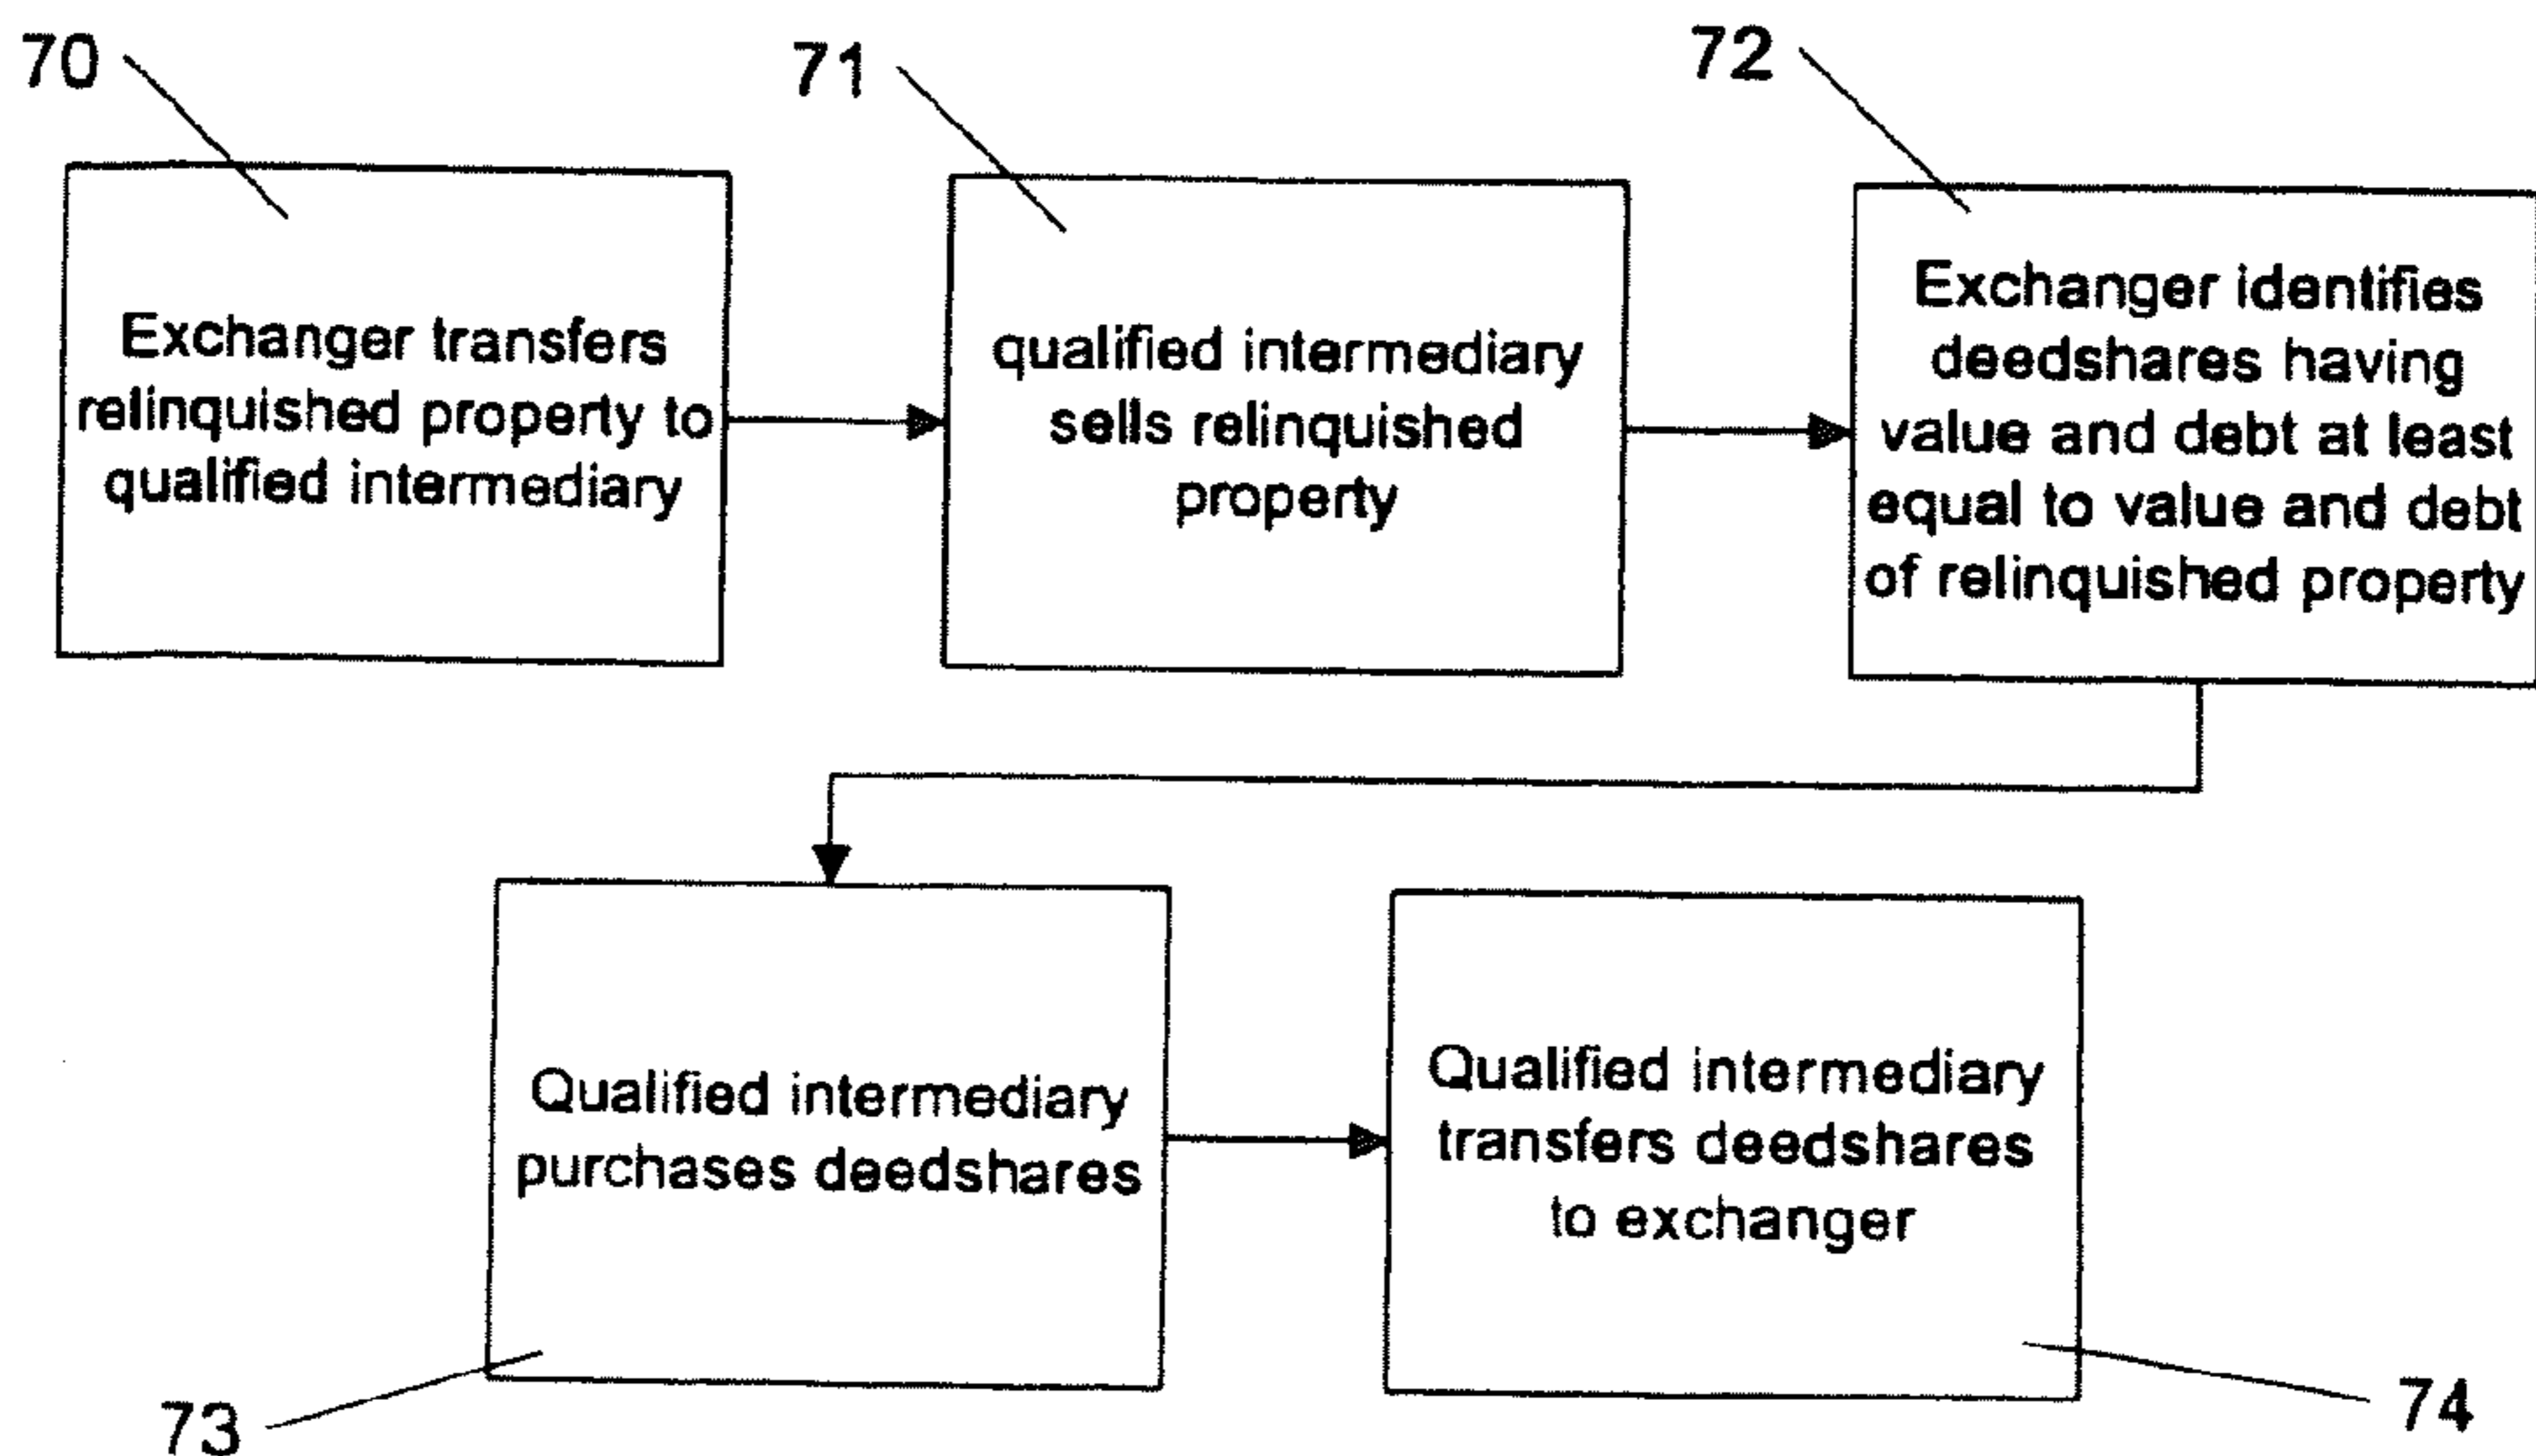 70
71
72
Exchanger transfers
relinquished property to
qualified intermediary
qualified intermediary
sells relinquished
property
Exchanger identifies
deedshares having
value and debt at least
equal to value and debt
of relinquished property
Qualified intermediary
purchases deedshares
Qualified intermediary
transfers deedshares
to exchanger
73
74